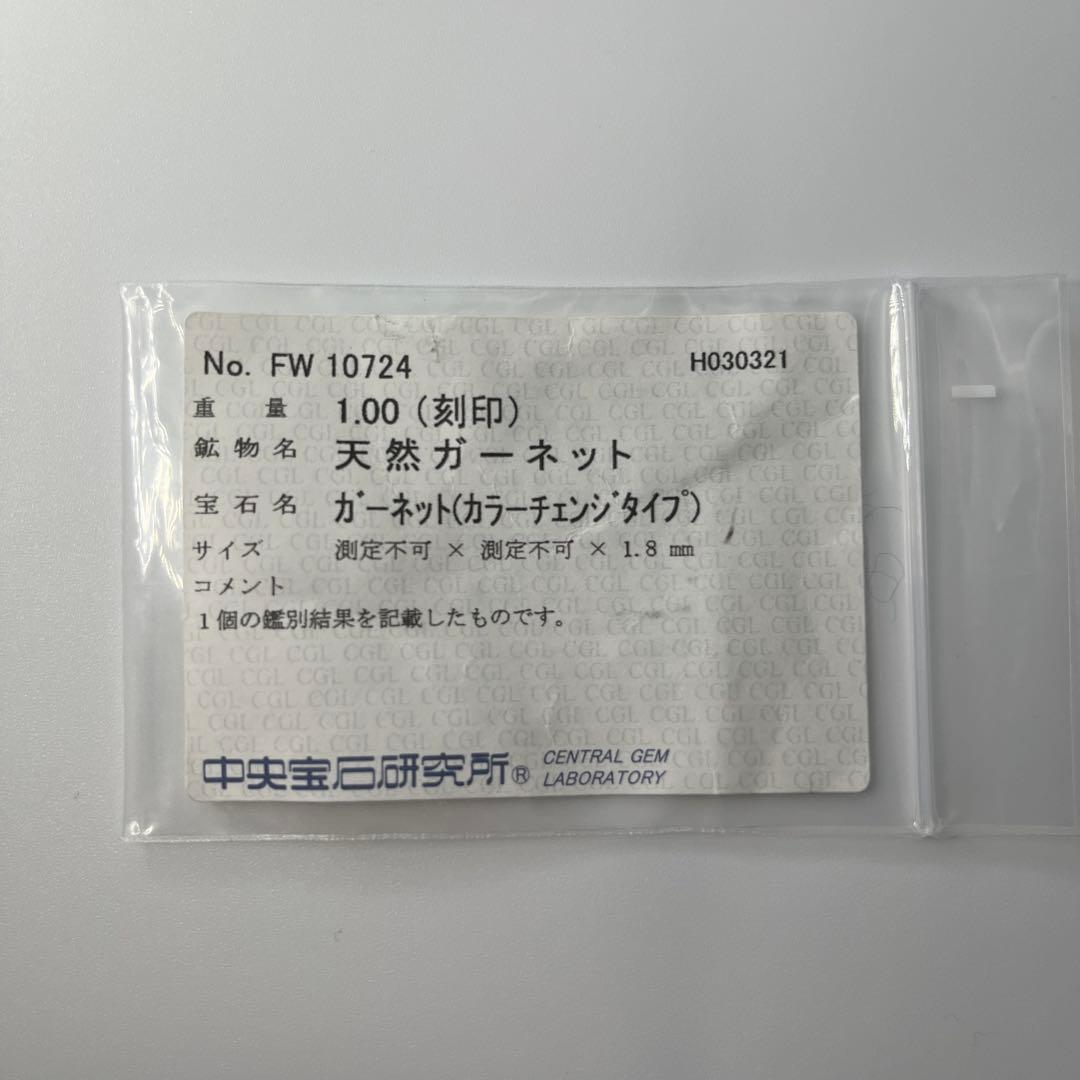 No. FW 10724 H030321
重量 1.00 (刻印)
鉱物名 天然ガーネット
宝石名 ガーネット(カラーチェンジタイプ)
サイズ 測定不可 × 測定不可 × 1.8 mm
コメント
1個の鑑別結果を記載したものです。
中央宝石研究所® CENTRAL GEM
LABORATORY